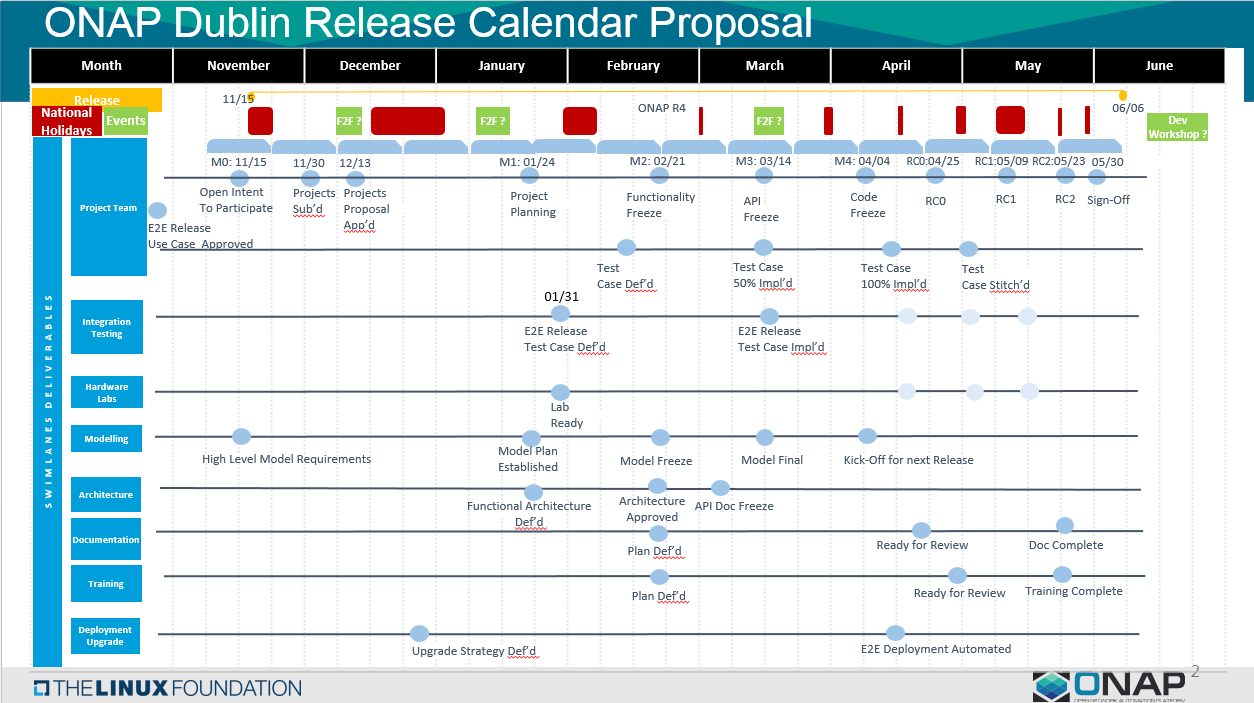 ONAP Dublin Release Calendar Proposal
Month November December January February March April May June
Release
11/15
ONAP R4
06/06
National
Holidays
Events
F2F ?
F2F ?
F2F ?
Dev
Workshop ?
SWIMLANES DELIVERABLES
Project Team
M0: 11/15
11/30
12/13
M1: 01/24
M2: 02/21
M3: 03/14
M4: 04/04
RC0:04/25
RC1:05/09
RC2:05/23
05/30
Open Intent
To Participate
Projects
Sub’d
Projects
Proposal
App’d
Project
Planning
Functionality
Freeze
API
Freeze
Code
Freeze
RC0
RC1
RC2
Sign-Off
E2E Release
Use Case Approved
Test
Case Def’d
Test Case
50% Impl’d
Test Case
100% Impl’d
Test
Case Stitch’d
Integration
Testing
01/31
E2E Release
Test Case Def’d
E2E Release
Test Case Impl’d
Hardware
Labs
Lab
Ready
Modelling
High Level Model Requirements
Model Plan
Established
Model Freeze
Model Final
Kick-Off for next Release
Architecture
Functional Architecture
Def’d
Architecture
Approved
API Doc Freeze
Documentation
Plan Def’d
Ready for Review
Doc Complete
Training
Plan Def’d
Ready for Review
Training Complete
Deployment
Upgrade
Upgrade Strategy Def’d
E2E Deployment Automated
THE LINUX FOUNDATION
ONAP
OPEN NETWORK AUTOMATION PLATFORM
2